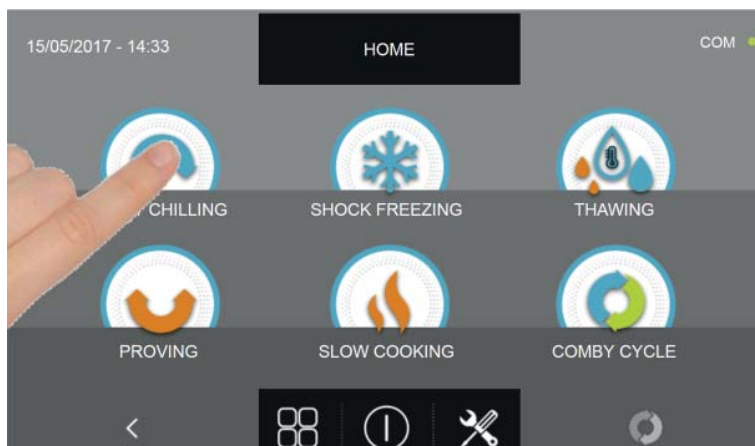 15/05/2017 - 14:33
HOME
COM
CHILLING
SHOCK FREEZING
THAWING
PROVING
SLOW COOKING
COMBY CYCLE